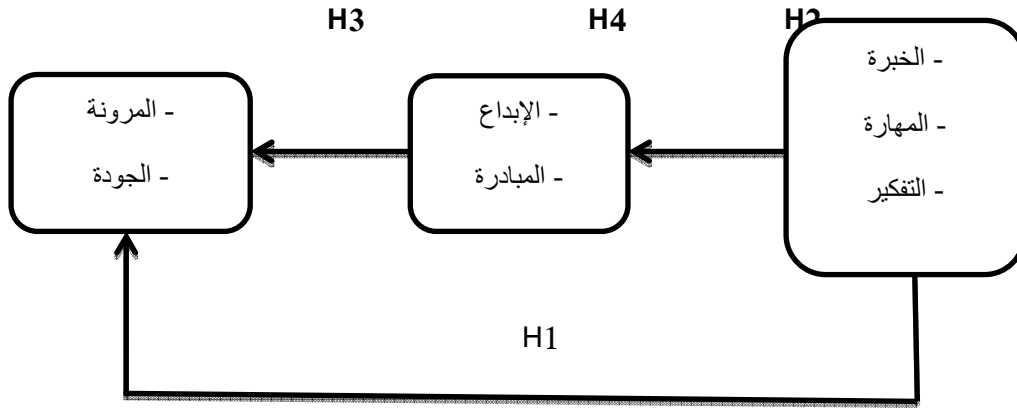 H3 H4 H2
- الخبرة
- المهارة
- التفكير
- الإبداع
- المبادرة
- المرونة
- الجودة
H1